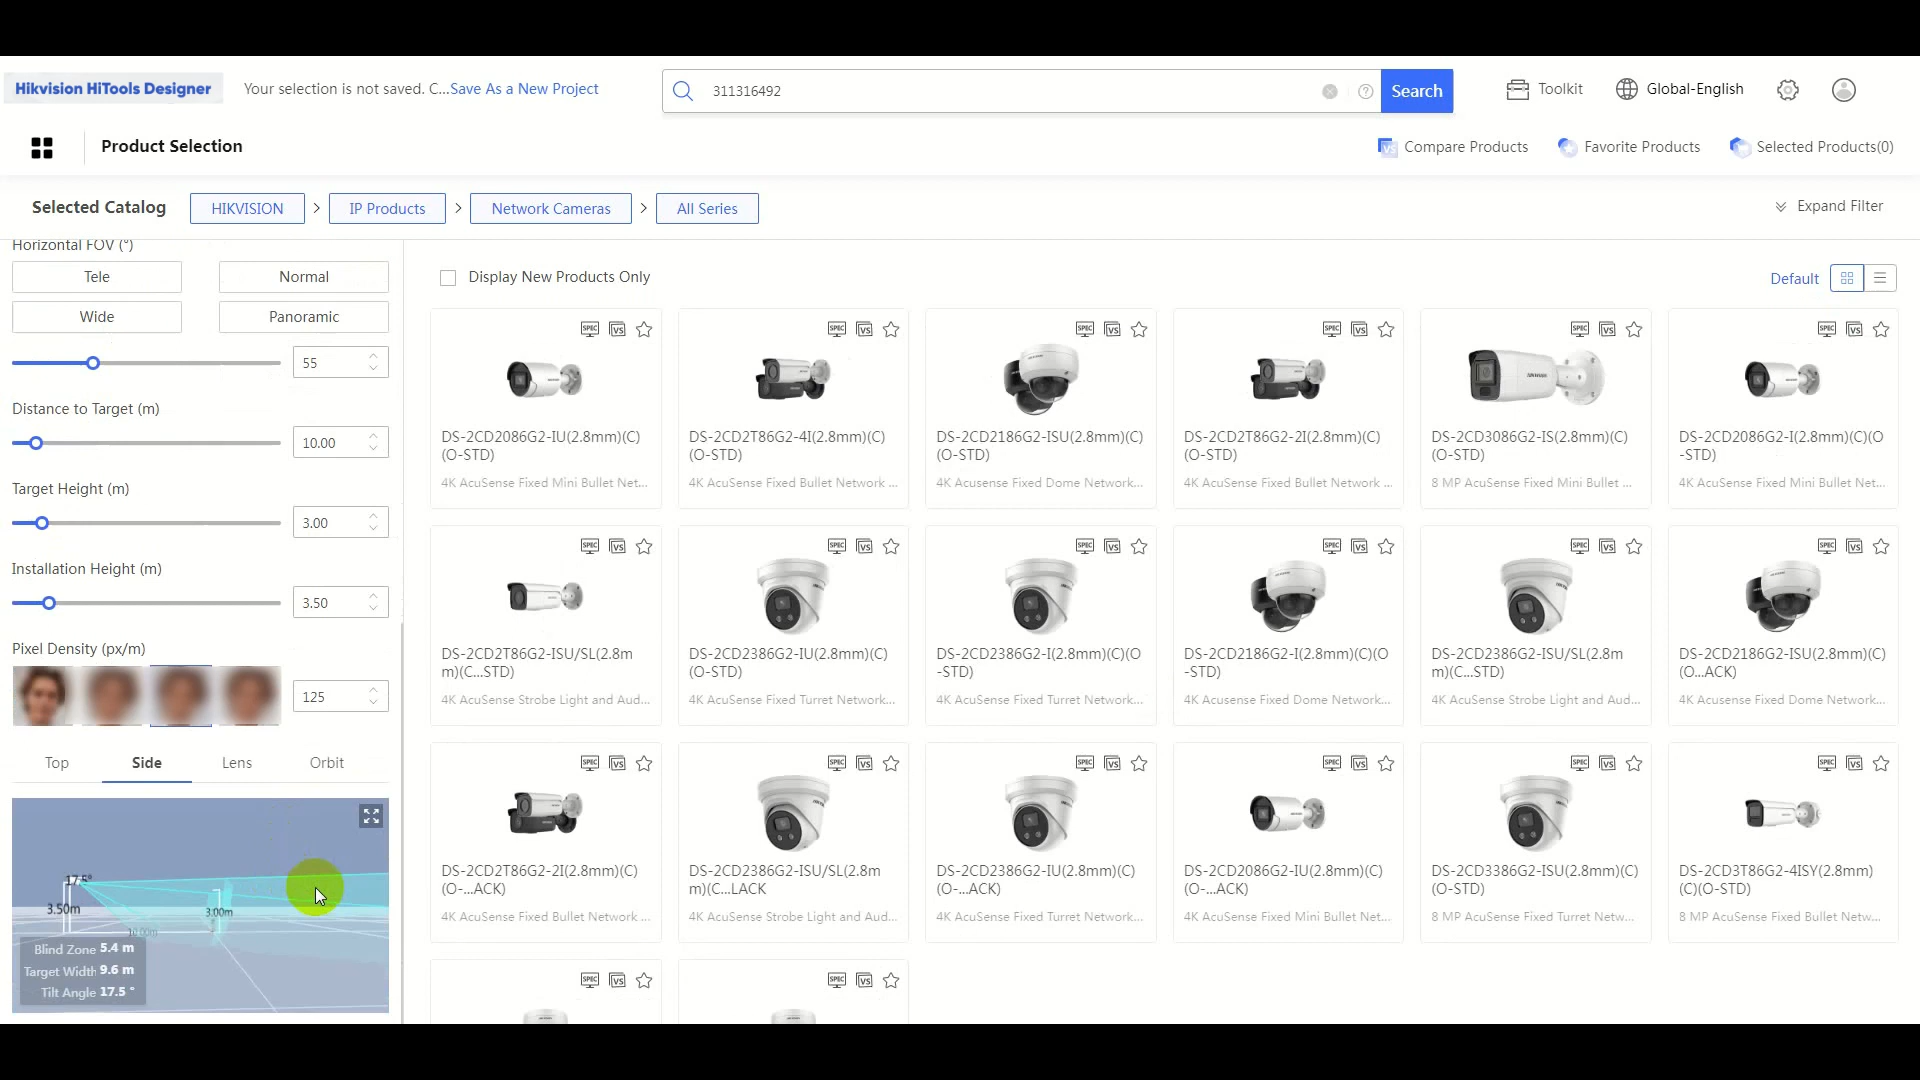 Hikvision HiTools Designer
Your selection is not saved. C...Save As a New Project
311316492
Search
Toolkit
Global-English
Product Selection
Compare Products
Favorite Products
Selected Products(0)
Selected Catalog
HIKVISION > IP Products > Network Cameras > All Series
Expand Filter
Horizontal FOV (°)
Tele
Normal
Wide
Panoramic
55
Distance to Target (m)
10.00
Target Height (m)
3.00
Installation Height (m)
3.50
Pixel Density (px/m)
125
Top
Side
Lens
Orbit
17.5°
3.50m
3.00m
10.00m
Blind Zone 5.4 m
Target Width 9.6 m
Tilt Angle 17.5 °
Display New Products Only
Default
DS-2CD2086G2-IU(2.8mm)(C)
(O-STD)
4K AcuSense Fixed Mini Bullet Net...
DS-2CD2T86G2-4I(2.8mm)(C)
(O-STD)
4K AcuSense Fixed Bullet Network ...
DS-2CD2186G2-ISU(2.8mm)(C)
(O-STD)
4K Acusense Fixed Dome Network...
DS-2CD2T86G2-2I(2.8mm)(C)
(O-STD)
4K AcuSense Fixed Bullet Network ...
DS-2CD3086G2-IS(2.8mm)(C)
(O-STD)
8 MP AcuSense Fixed Mini Bullet ...
DS-2CD2086G2-I(2.8mm)(C)(O
-STD)
4K AcuSense Fixed Mini Bullet Net...
DS-2CD2T86G2-ISU/SL(2.8m
m)(C...STD)
4K AcuSense Strobe Light and Aud...
DS-2CD2386G2-IU(2.8mm)(C)
(O-STD)
4K AcuSense Fixed Turret Network...
DS-2CD2386G2-I(2.8mm)(C)(O
-STD)
4K AcuSense Fixed Turret Network...
DS-2CD2186G2-I(2.8mm)(C)(O
-STD)
4K Acusense Fixed Dome Network...
DS-2CD2386G2-ISU/SL(2.8m
m)(C...STD)
4K AcuSense Strobe Light and Aud...
DS-2CD2186G2-ISU(2.8mm)(C)
(O...ACK)
4K Acusense Fixed Dome Network...
DS-2CD2T86G2-2I(2.8mm)(C)
(O-...ACK)
4K AcuSense Fixed Bullet Network ...
DS-2CD2386G2-ISU/SL(2.8m
m)(C...LACK
4K AcuSense Strobe Light and Aud...
DS-2CD2386G2-IU(2.8mm)(C)
(O-...ACK)
4K AcuSense Fixed Turret Network...
DS-2CD2086G2-IU(2.8mm)(C)
(O-...ACK)
4K AcuSense Fixed Mini Bullet Net...
DS-2CD3386G2-ISU(2.8mm)(C)
(O-STD)
8 MP AcuSense Fixed Turret Netw...
DS-2CD3T86G2-4ISY(2.8mm)
(C)(O-STD)
8 MP AcuSense Fixed Bullet Netw...